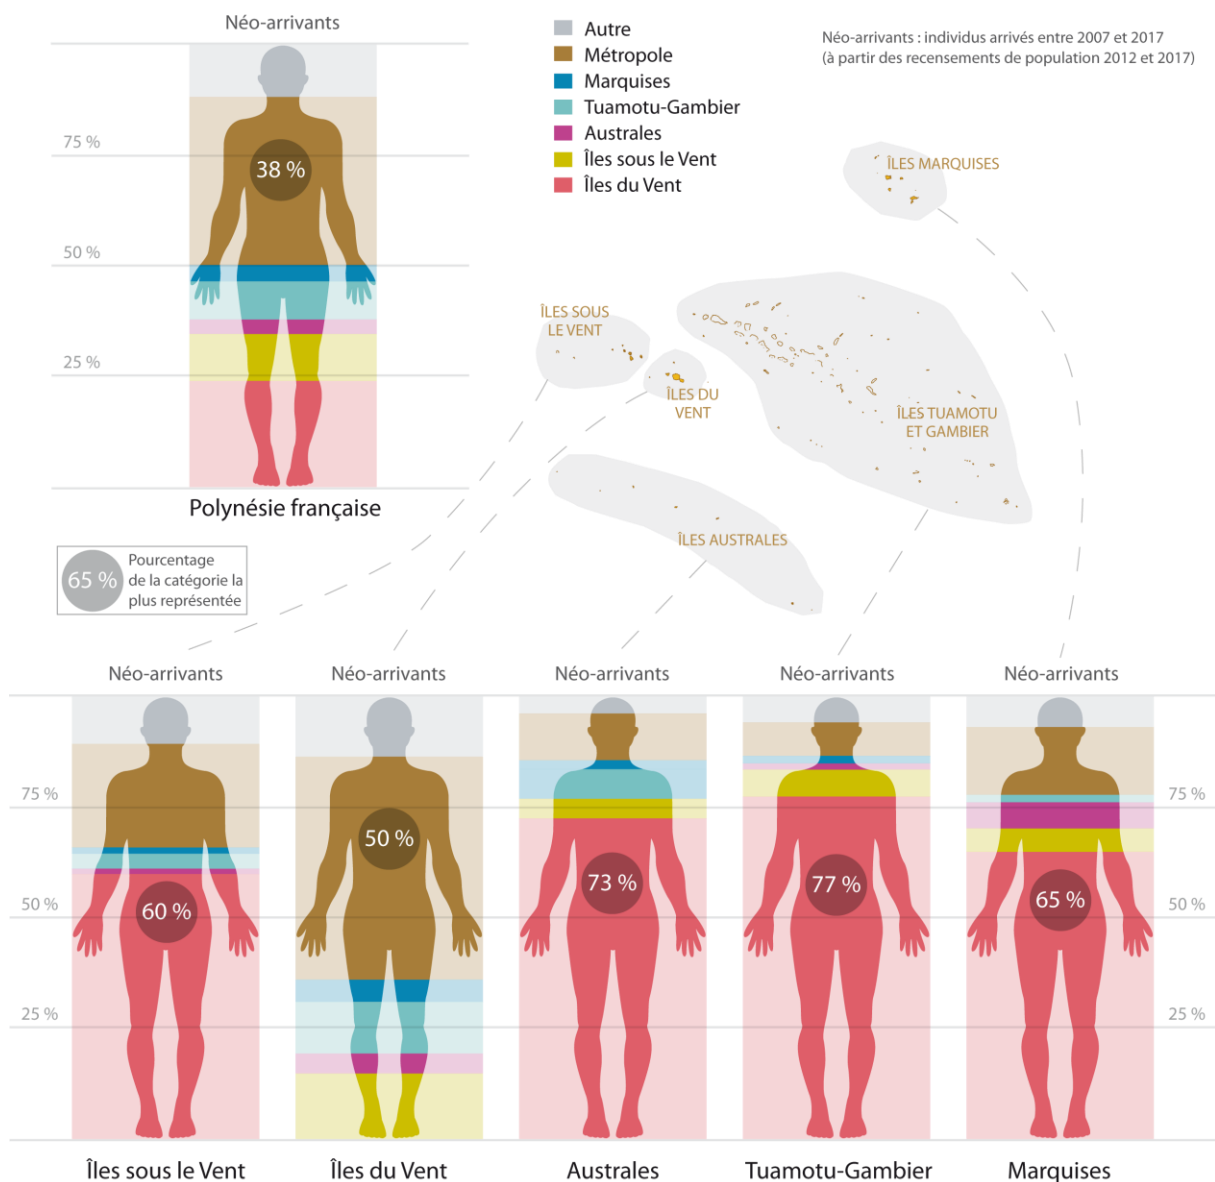 Néo-arrivants
75 %
38 %
50 %
25 %
Polynésie française
65 %
Pourcentage
de la catégorie la
plus représentée
Autre
Métropole
Marquises
Tuamotu-Gambier
Australes
Îles sous le Vent
Îles du Vent
Néo-arrivants : individus arrivés entre 2007 et 2017
(à partir des recensements de population 2012 et 2017)
ÎLES MARQUISES
ÎLES SOUS
LE VENT
ÎLES DU
VENT
ÎLES TUAMOTU
ET GAMBIER
ÎLES AUSTRALES
Néo-arrivants
Néo-arrivants
Néo-arrivants
Néo-arrivants
Néo-arrivants
75 %
75 %
50 %
73 %
77 %
65 %
60 %
50 %
50 %
25 %
25 %
Îles sous le Vent
Îles du Vent
Australes
Tuamotu-Gambier
Marquises